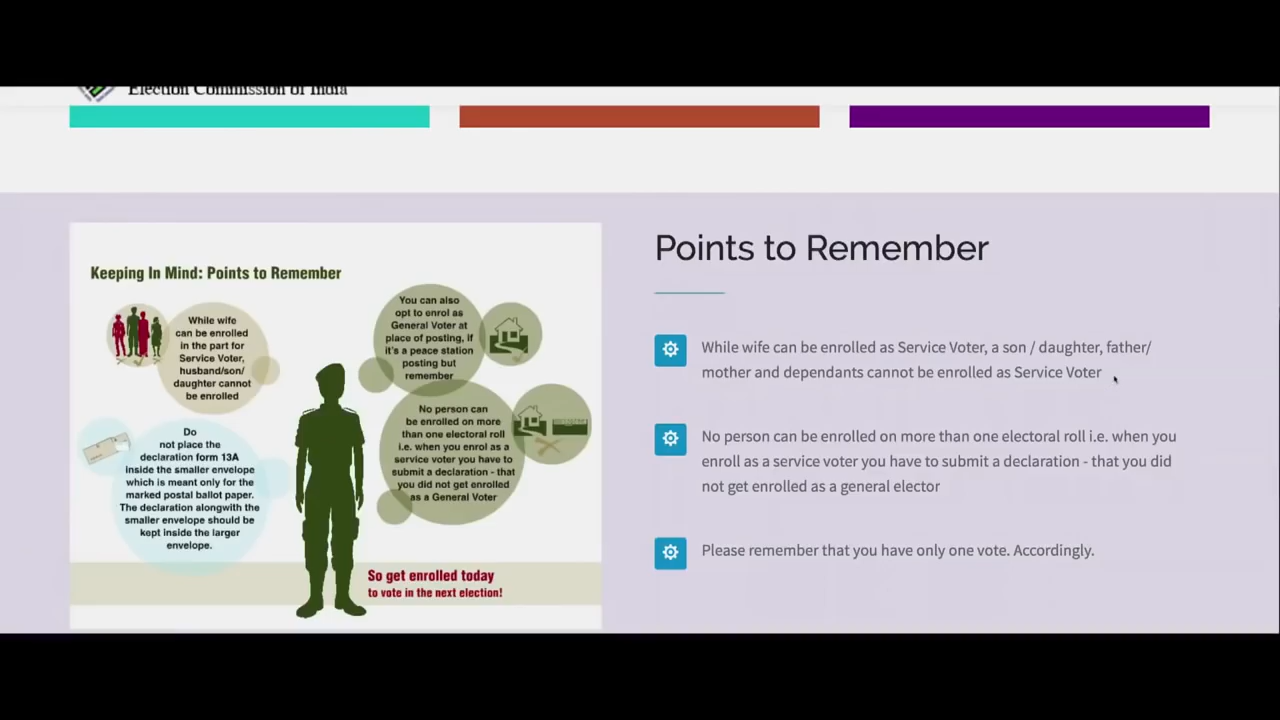 Election Commission of India
Keeping In Mind: Points to Remember
While wife
can be enrolled
in the part for
Service Voter,
husband/son/
daughter cannot
be enrolled
You can also
opt to enrol as
General Voter at
place of posting, if
it's a peace station
posting but
remember
No person can
be enrolled on more
than one electoral roll
i.e. when you enrol as a
service voter you have to
submit a declaration - that
you did not get enrolled
as a General Voter
Do
not place the
declaration form 13A
inside the smaller envelope
which is meant only for the
marked postal ballot paper.
The declaration alongwith the
smaller envelope should be
kept inside the larger
envelope.
So get enrolled today
to vote in the next election!
Points to Remember
While wife can be enrolled as Service Voter, a son / daughter, father/
mother and dependants cannot be enrolled as Service Voter
No person can be enrolled on more than one electoral roll i.e. when you
enroll as a service voter you have to submit a declaration - that you did
not get enrolled as a general elector
Please remember that you have only one vote. Accordingly.